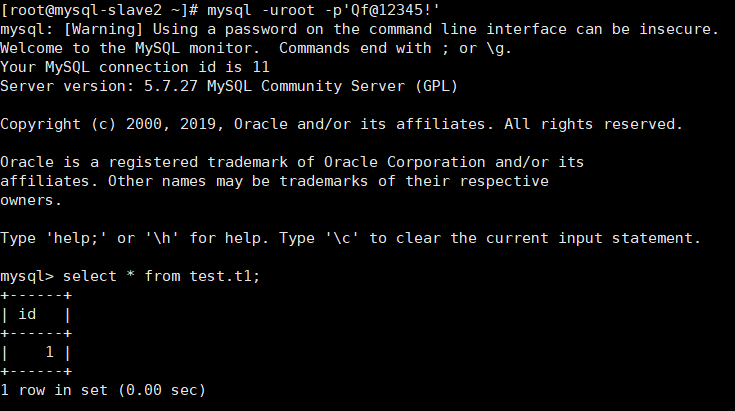 [root@mysql-slave2 ~]# mysql -uroot -p'Qf@12345!'
mysql: [Warning] Using a password on the command line interface can be insecure.
Welcome to the MySQL monitor.  Commands end with ; or \g.
Your MySQL connection id is 11
Server version: 5.7.27 MySQL Community Server (GPL)

Copyright (c) 2000, 2019, Oracle and/or its affiliates. All rights reserved.

Oracle is a registered trademark of Oracle Corporation and/or its
affiliates. Other names may be trademarks of their respective
owners.

Type 'help;' or '\h' for help. Type '\c' to clear the current input statement.

mysql> select * from test.t1;
+------+
| id   |
+------+
|    1 |
+------+
1 row in set (0.00 sec)